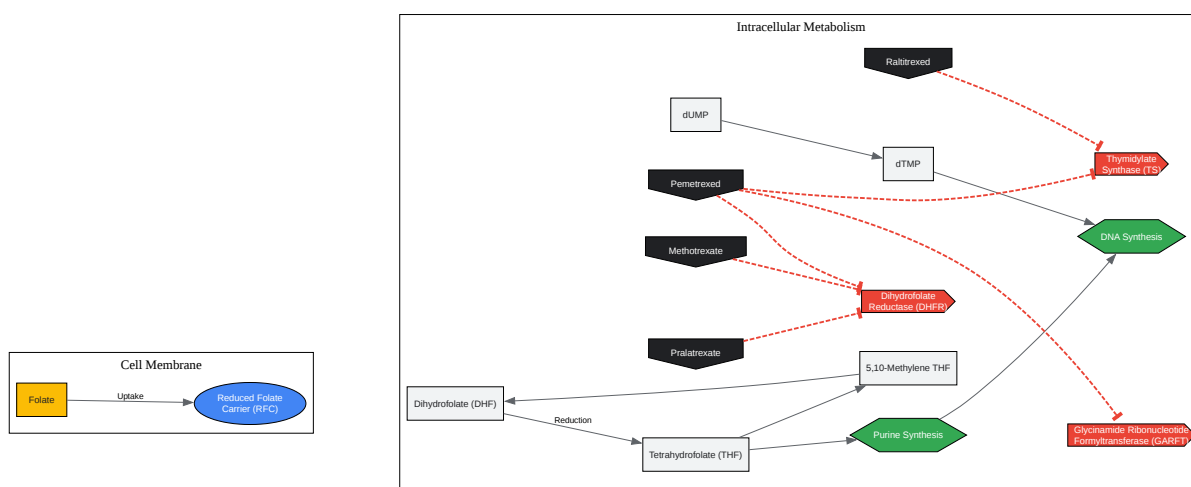 Intracellular Metabolism
Raltitrexed
dUMP
Thymidylate
Synthase (TS)
dTMP
Pemetrexed
DNA Synthesis
Methotrexate
Dihydrofolate
Reductase (DHFR)
Pralatrexate
5,10-Methylene THF
Dihydrofolate (DHF)
Reduction
Tetrahydrofolate (THF)
Purine Synthesis
Glycinamide Ribonucleotide
Formyltransferase (GARFT)
Cell Membrane
Folate
Uptake
Reduced Folate
Carrier (RFC)